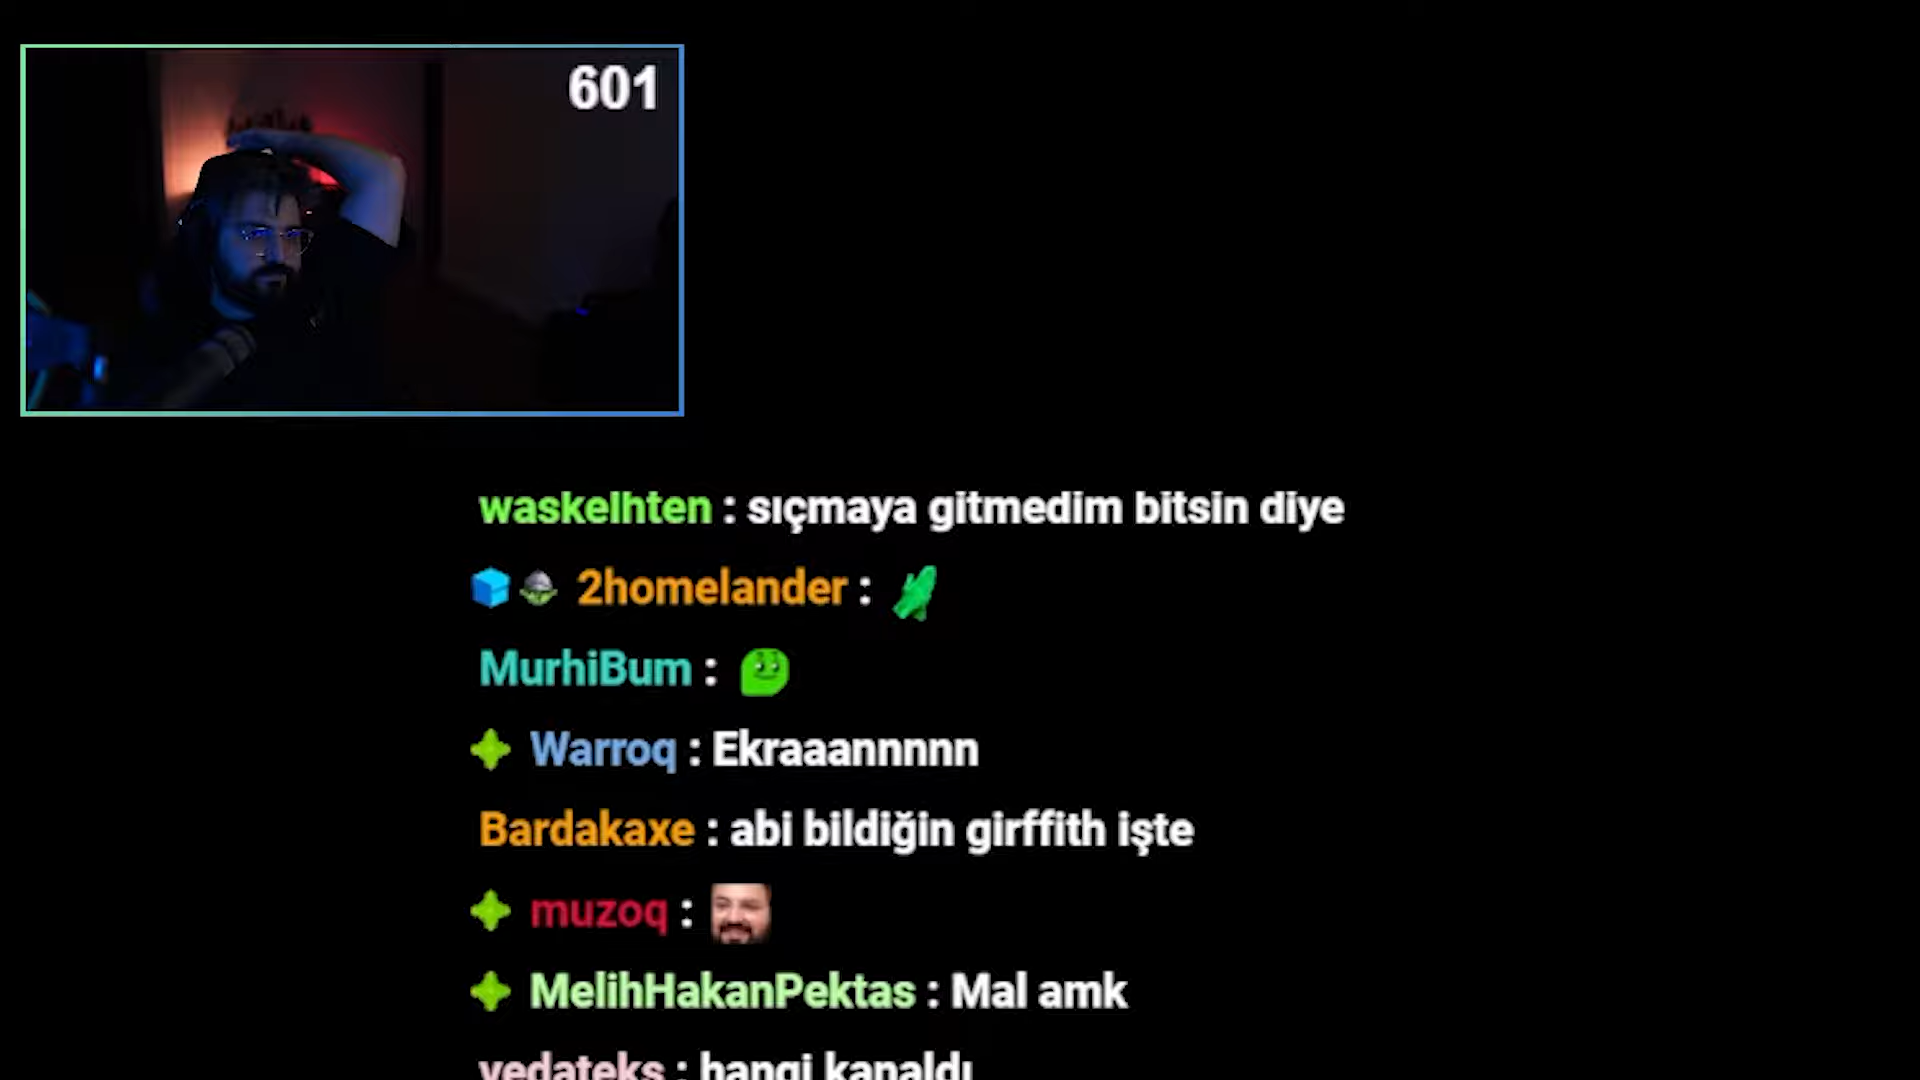 601
waskelhten : sıçmaya gitmedim bitsin diye
2homelander :
MurhiBum :
Warroq : Ekraaannnnn
Bardakaxe : abi bildiğin girffith işte
muzoq :
MelihHakanPektas : Mal amk
vedateks : hangi kanaldı